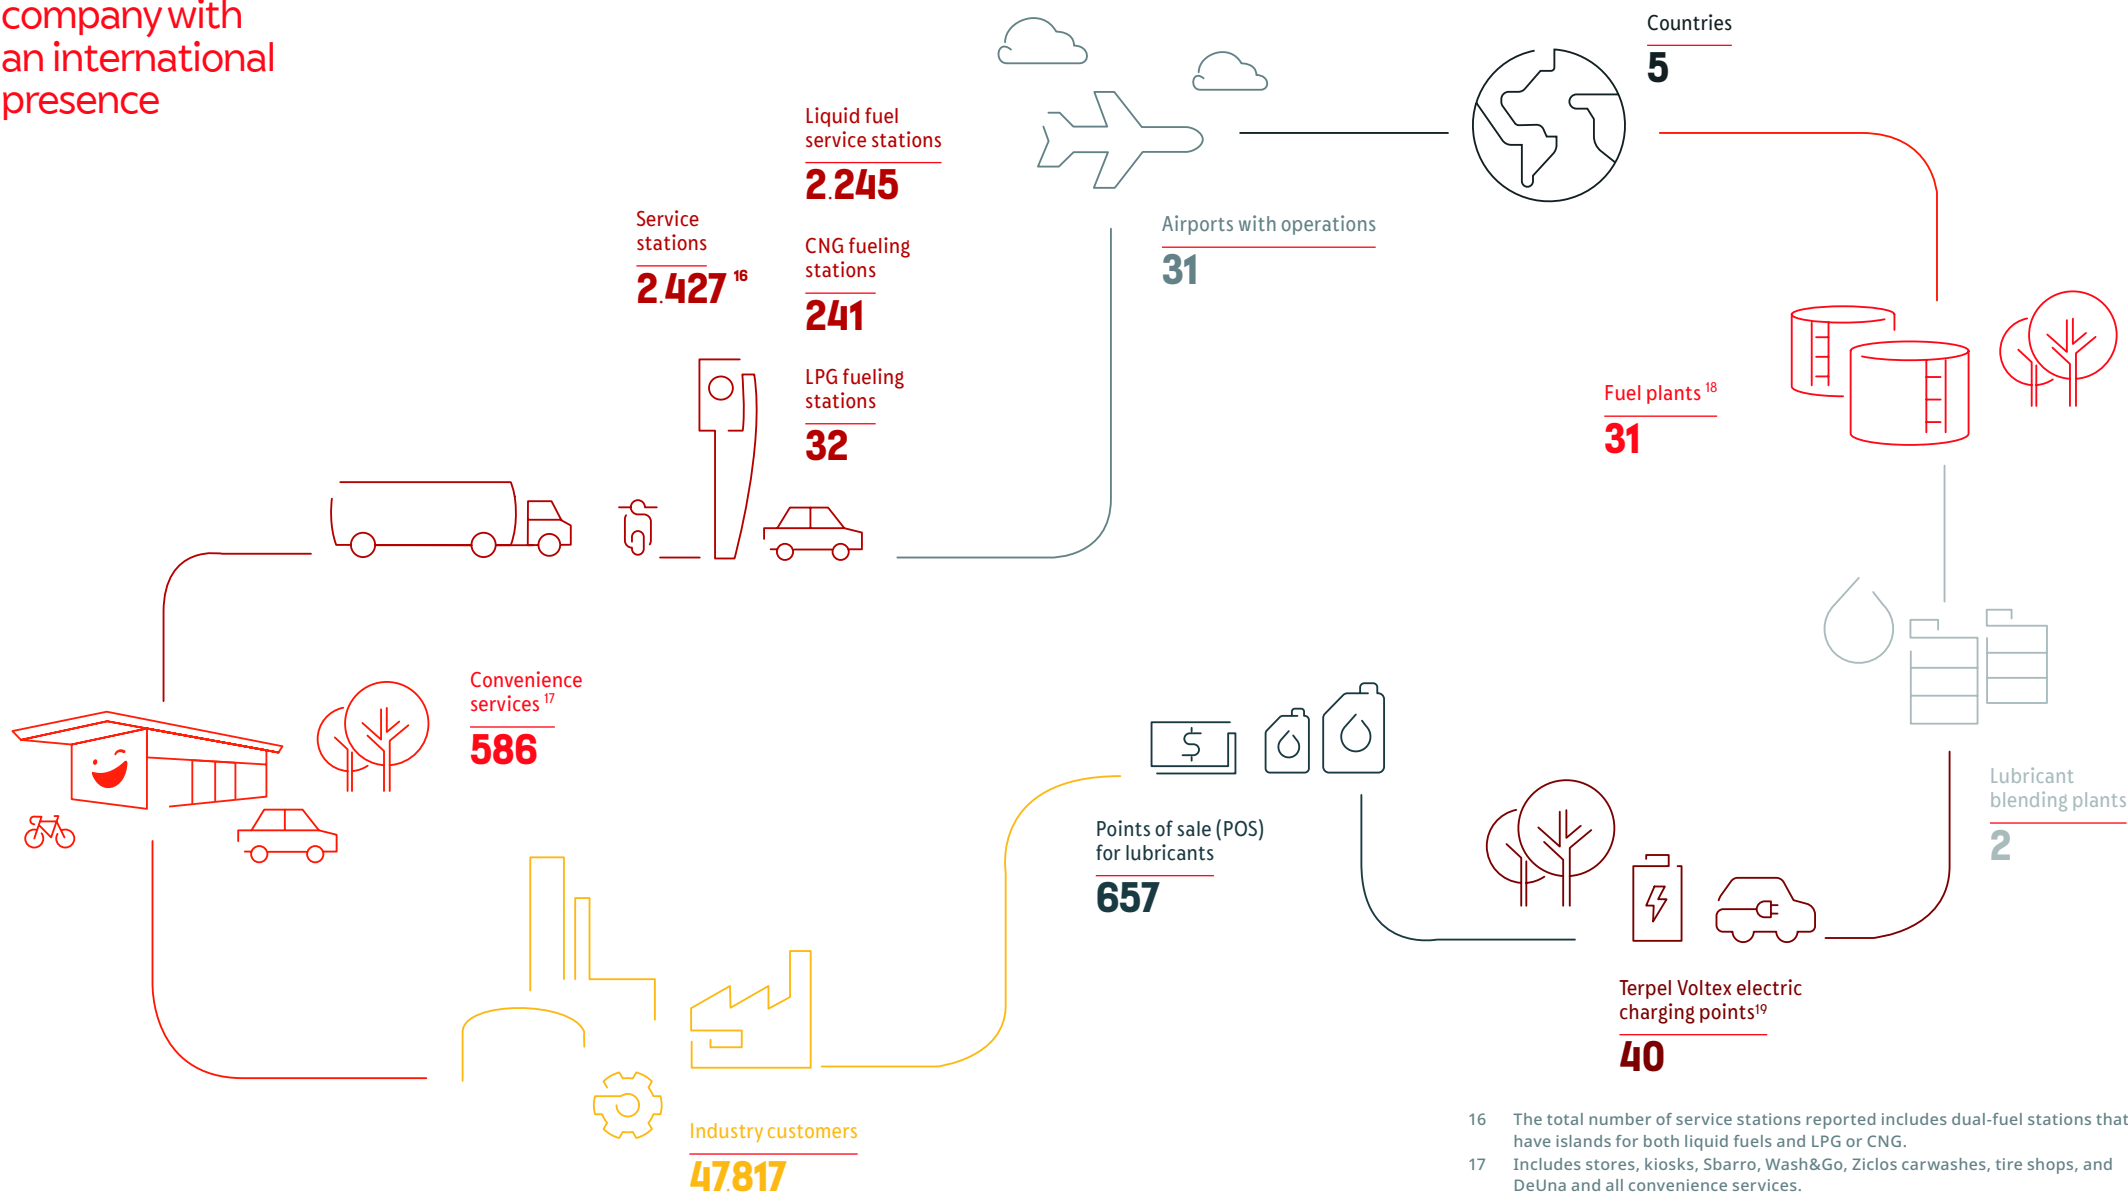 company with
an international
presence
Countries
5
Liquid fuel
service stations
2.245
Service
stations
2.427 16
CNG fueling
stations
241
LPG fueling
stations
32
Airports with operations
31
Fuel plants 18
31
Convenience
services 17
586
Points of sale (POS)
for lubricants
657
Lubricant
blending plants
2
Terpel Voltex electric
charging points19
40
Industry customers
47.817
16 The total number of service stations reported includes dual-fuel stations that
have islands for both liquid fuels and LPG or CNG.
17 Includes stores, kiosks, Sbarro, Wash&Go, Ziclos carwashes, tire shops, and
DeUna and all convenience services.